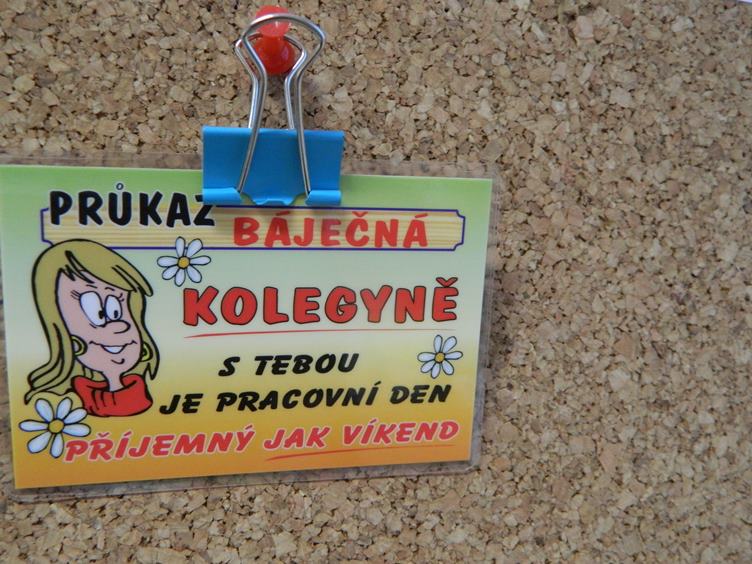 PRŮKAZ
BÁJEČNÁ
KOLEGYNĚ
S TEBOU
JE PRACOVNÍ DEN
PŘÍJEMNÝ JAK VÍKEND